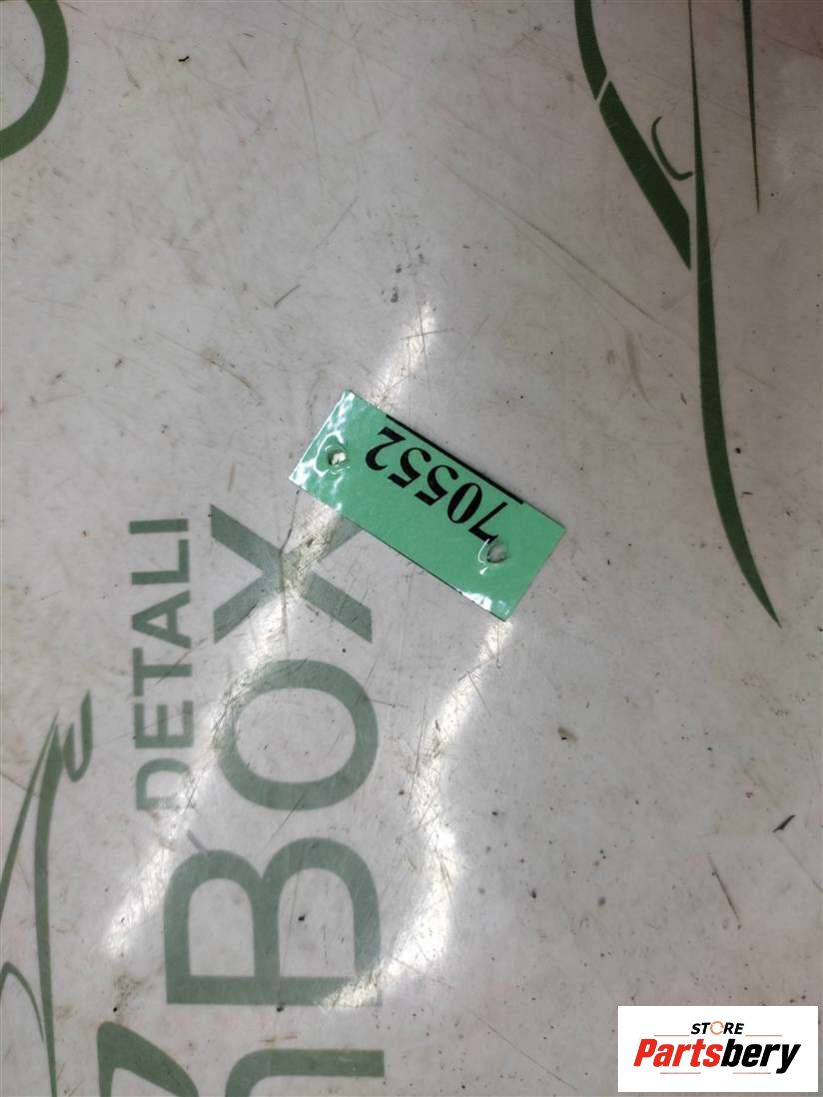 70552
DETALI
BOX
STORE
Partsbery